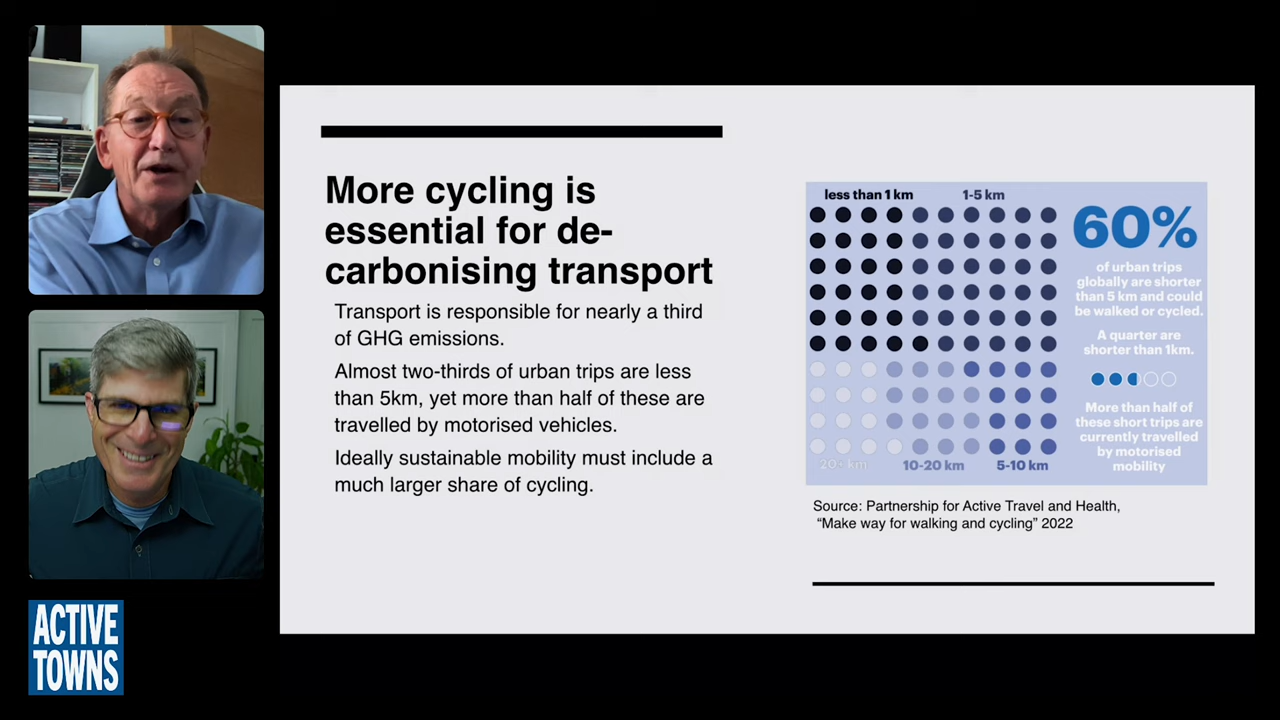 More cycling is
essential for de-
carbonising transport
Transport is responsible for nearly a third
of GHG emissions.
Almost two-thirds of urban trips are less
than 5km, yet more than half of these are
travelled by motorised vehicles.
Ideally sustainable mobility must include a
much larger share of cycling.
less than 1 km 1-5 km
20+ km 10-20 km 5-10 km
60%
of urban trips
globally are shorter
than 5 km and could
be walked or cycled.
A quarter are
shorter than 1km.
More than half of
these short trips are
currently travelled
by motorised
mobility
Source: Partnership for Active Travel and Health,
“Make way for walking and cycling” 2022
ACTIVE
TOWNS